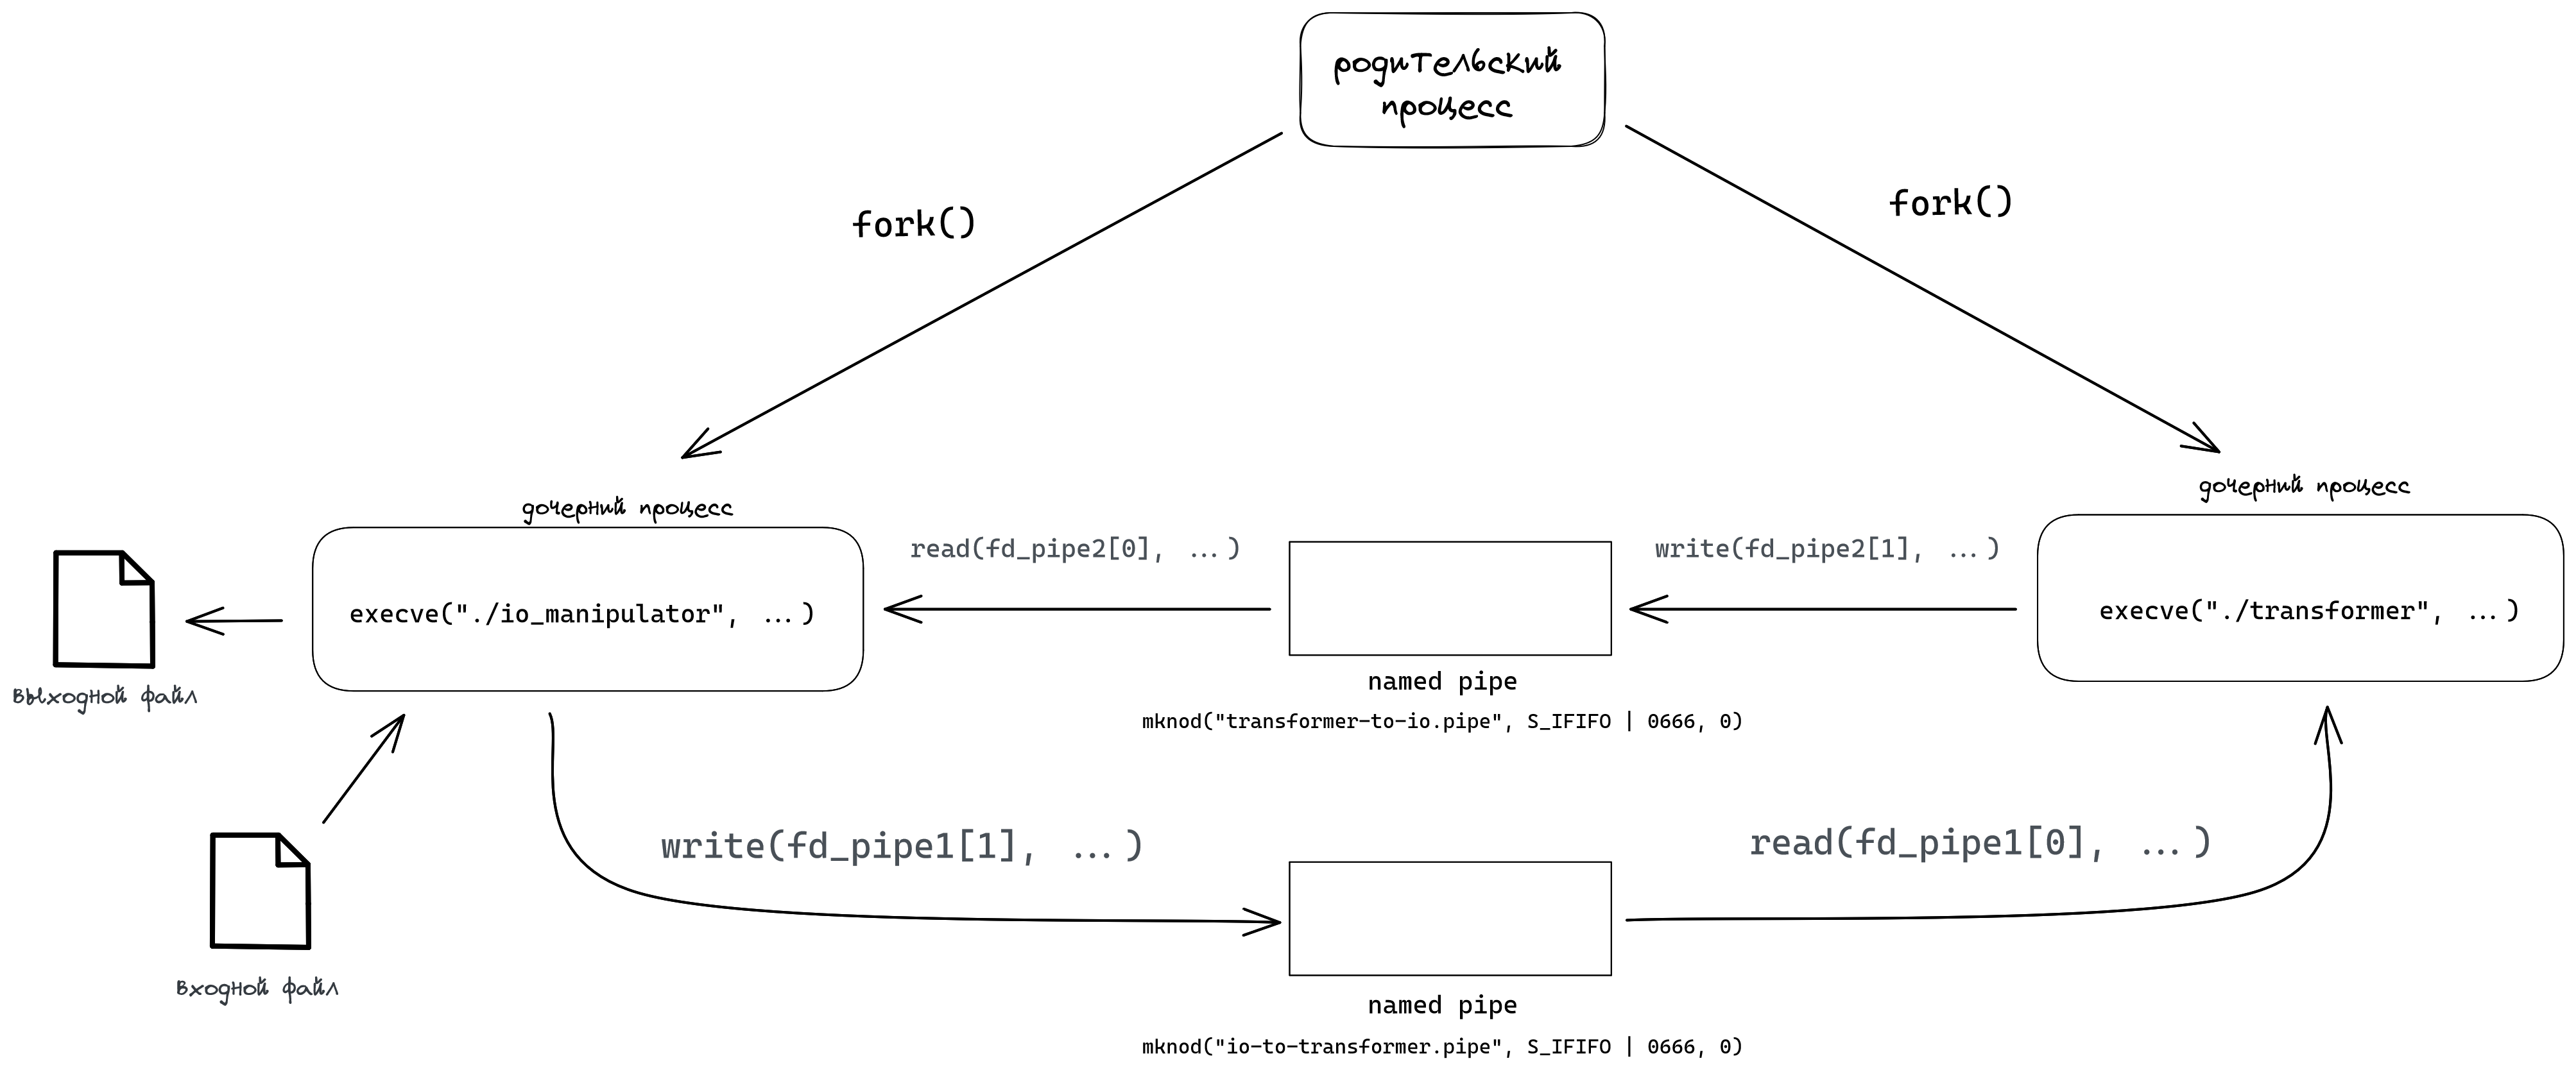 родительский
процесс
fork()
fork()
дочерний процесс
дочерний процесс
read(fd_pipe2[0], ...)
write(fd_pipe2[1], ...)
execve("./io_manipulator", ...)
execve("./transformer", ...)
выходной файл
named pipe
mknod("transformer-to-io.pipe", S_IFIFO | 0666, 0)
write(fd_pipe1[1], ...)
read(fd_pipe1[0], ...)
входной файл
named pipe
mknod("io-to-transformer.pipe", S_IFIFO | 0666, 0)